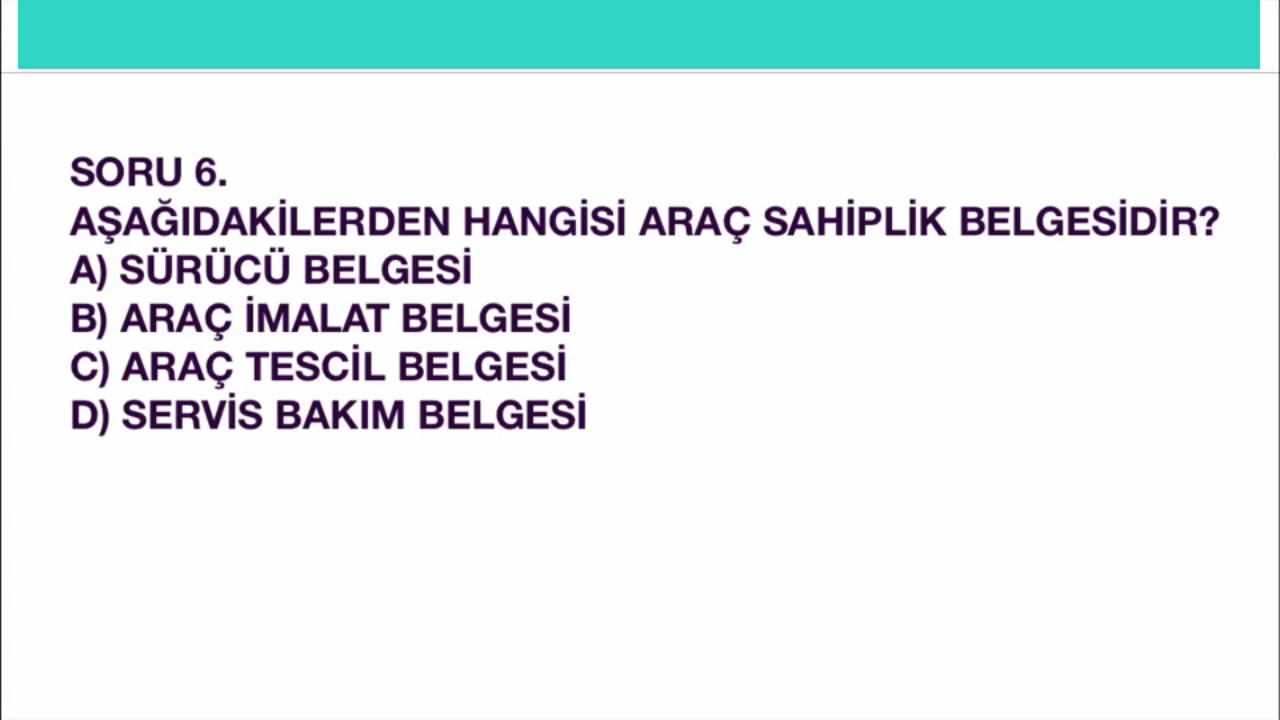 SORU 6.
AŞAĞIDAKİLERDEN HANGİSİ ARAÇ SAHİPLİK BELGESİDİR?
A) SÜRÜCÜ BELGESİ
B) ARAÇ İMALAT BELGESİ
C) ARAÇ TESCİL BELGESİ
D) SERVİS BAKIM BELGESİ